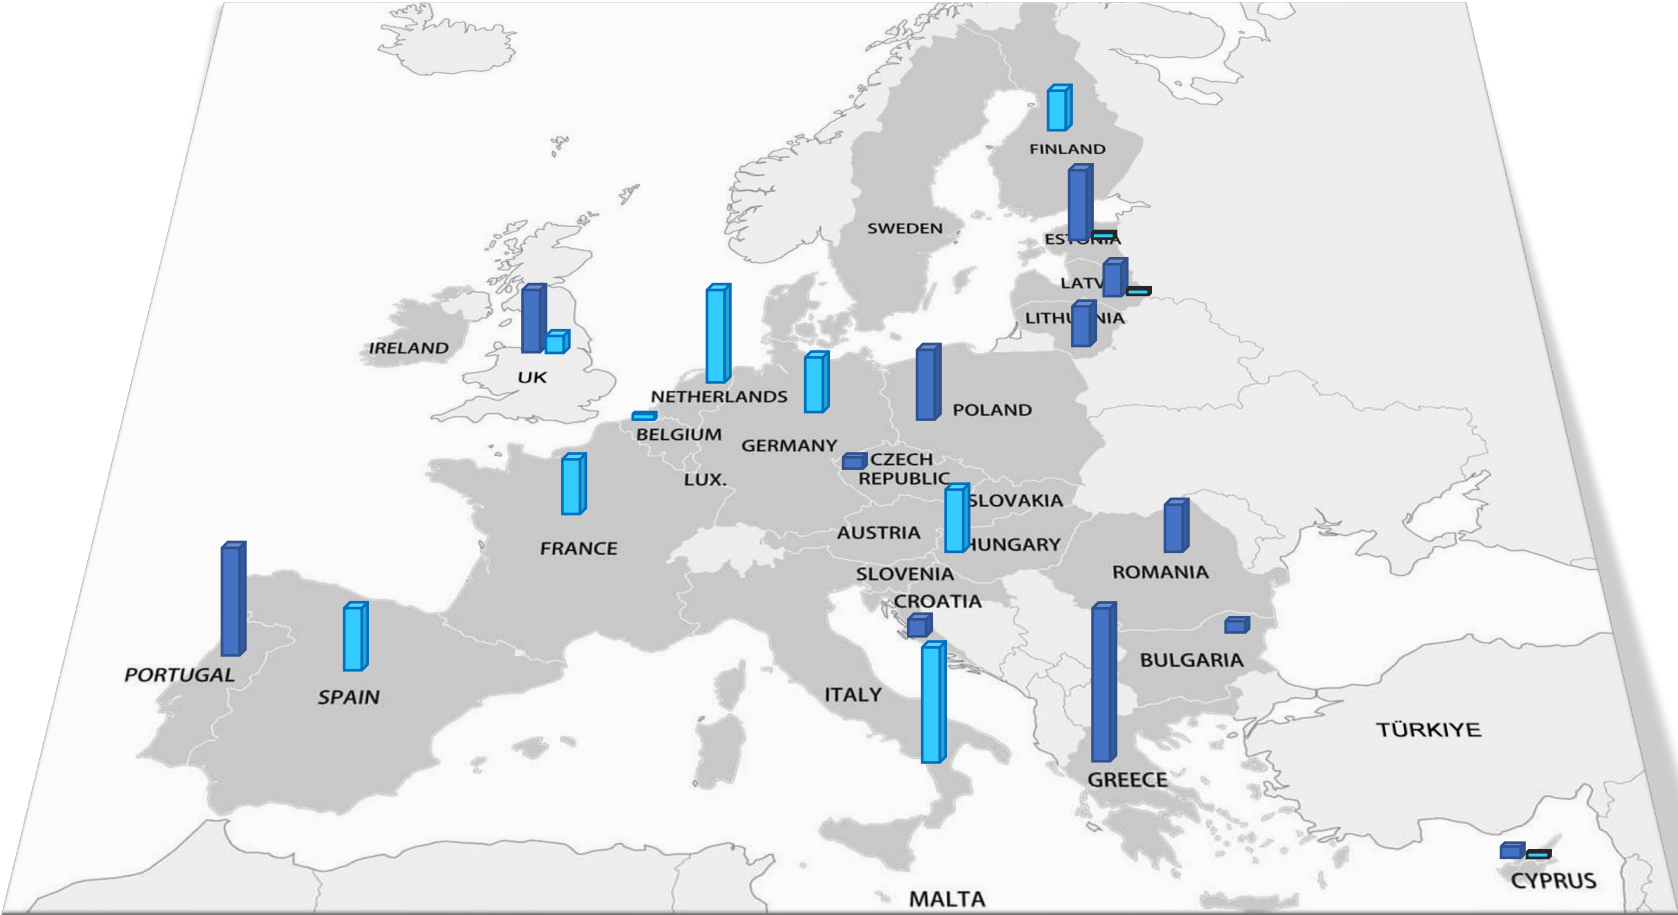 FINLAND
SWEDEN
ESTONIA
LATV
LITHUANIA
IRELAND
UK
NETHERLANDS
BELGIUM
GERMANY
POLAND
LUX.
CZECH
REPUBLIC
SLOVAKIA
AUSTRIA
HUNGARY
FRANCE
SLOVENIA
ROMANIA
CROATIA
PORTUGAL
SPAIN
ITALY
BULGARIA
TÜRKIYE
GREECE
CYPRUS
MALTA